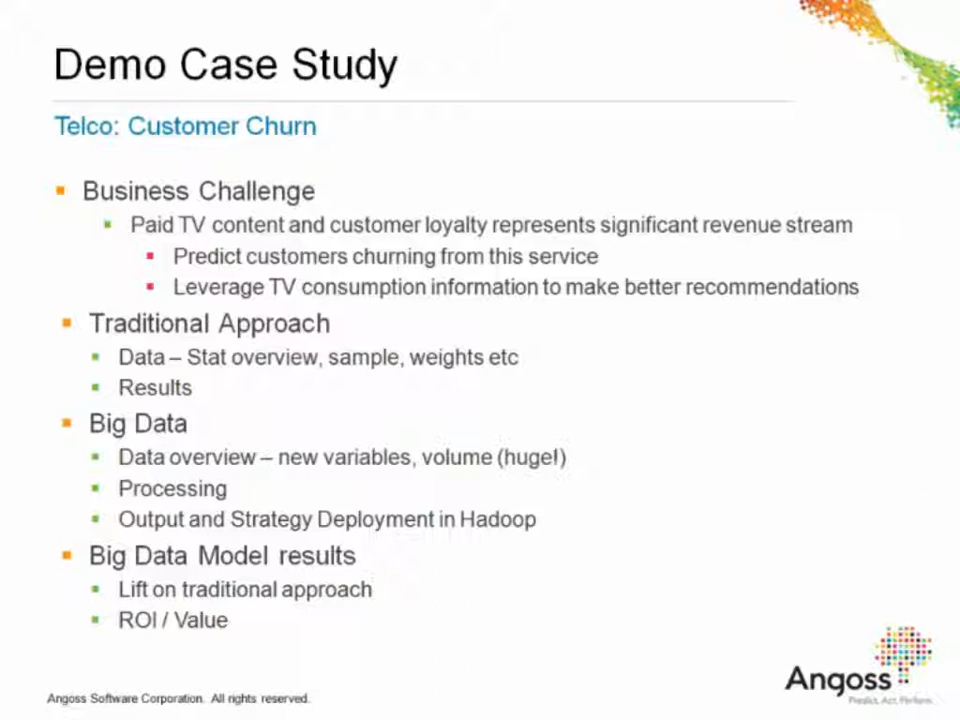 Demo Case Study
Telco: Customer Churn
Business Challenge
Paid TV content and customer loyalty represents significant revenue stream
Predict customers churning from this service
Leverage TV consumption information to make better recommendations
Traditional Approach
Data – Stat overview, sample, weights etc
Results
Big Data
Data overview – new variables, volume (huge!)
Processing
Output and Strategy Deployment in Hadoop
Big Data Model results
Lift on traditional approach
ROI / Value
Angoss
Predict. Act. Perform.
Angoss Software Corporation. All rights reserved.